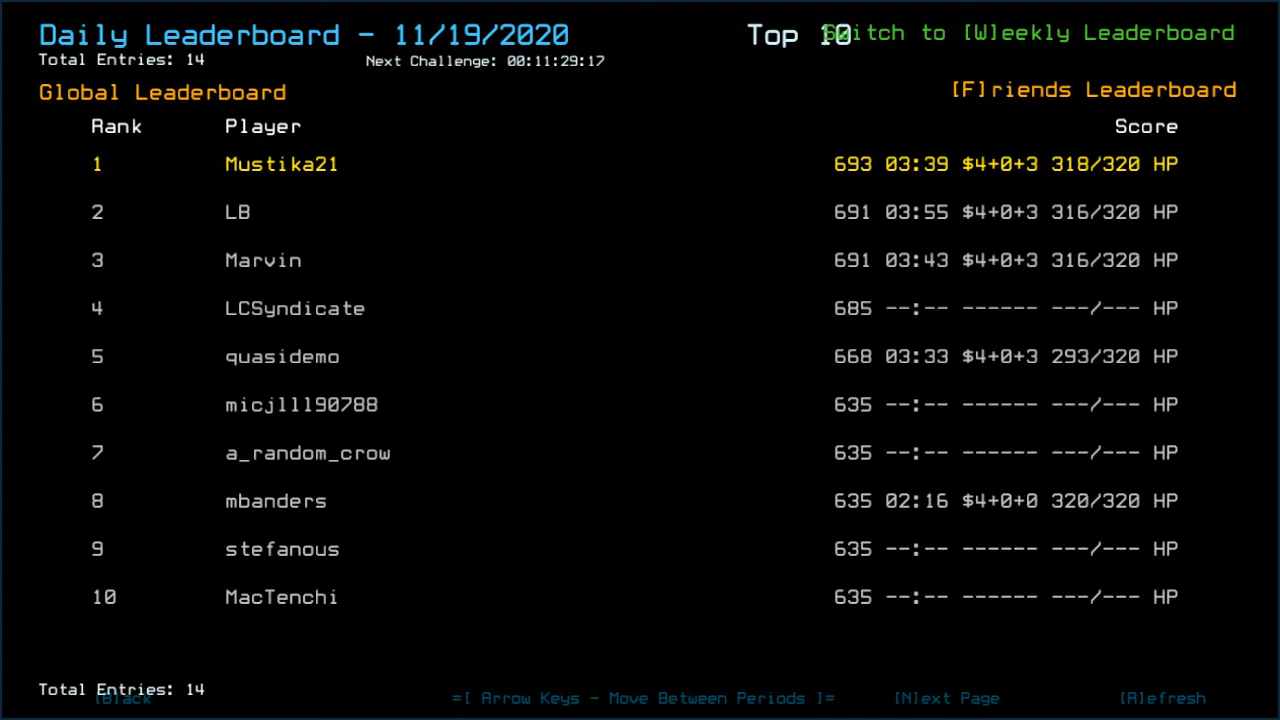 Daily Leaderboard - 11/19/2020 Top 10 Switch to [W]eekly Leaderboard
Total Entries: 14 Next Challenge: 00:11:29:17
Global Leaderboard [F]riends Leaderboard
Rank Player Score
1 Mustika21 693 03:39 $4+0+3 318/320 HP
2 LB 691 03:55 $4+0+3 316/320 HP
3 Marvin 691 03:43 $4+0+3 316/320 HP
4 LCSyndicate 685 --:-- ------ ---/--- HP
5 quasidemo 668 03:33 $4+0+3 293/320 HP
6 micjlll90788 635 --:-- ------ ---/--- HP
7 a_random_crow 635 --:-- ------ ---/--- HP
8 mbanders 635 02:16 $4+0+0 320/320 HP
9 stefanous 635 --:-- ------ ---/--- HP
10 MacTenchi 635 --:-- ------ ---/--- HP
Total Entries: 14
[B]ack =[ Arrow Keys - Move Between Periods ]= [N]ext Page [R]efresh